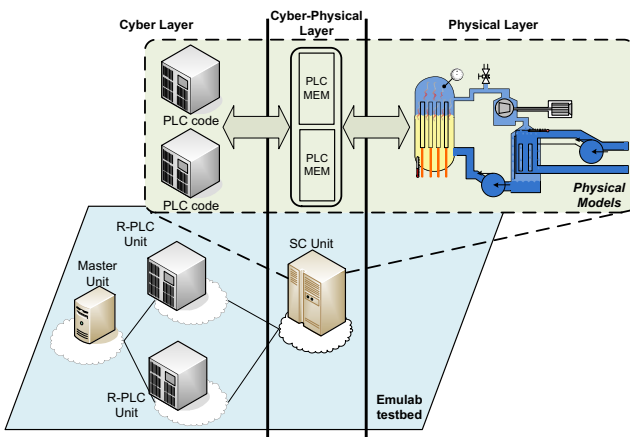 Cyber Layer
Cyber-Physical
Layer
Physical Layer
PLC code
PLC code
PLC
MEM
PLC
MEM
Physical
Models
R-PLC
Unit
SC Unit
Master
Unit
R-PLC
Unit
Emulab
testbed